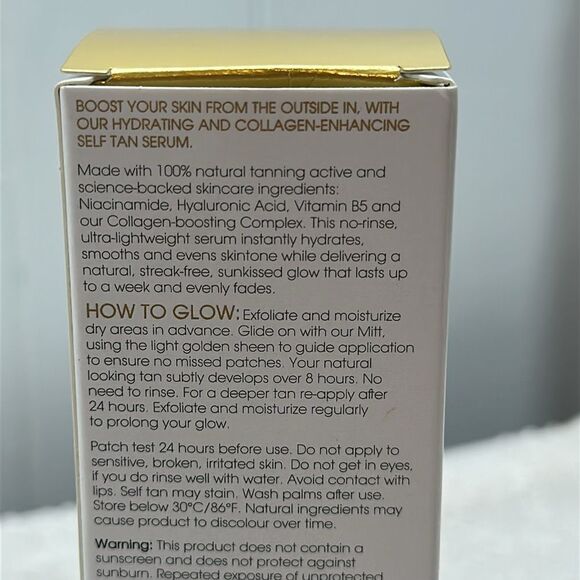 BOOST YOUR SKIN FROM THE OUTSIDE IN, WITH
OUR HYDRATING AND COLLAGEN-ENHANCING
SELF TAN SERUM.
Made with 100% natural tanning active and
science-backed skincare ingredients:
Niacinamide, Hyaluronic Acid, Vitamin B5 and
our Collagen-boosting Complex. This no-rinse,
ultra-lightweight serum instantly hydrates,
smooths and evens skintone while delivering a
natural, streak-free, sunkissed glow that lasts up
to a week and evenly fades.
HOW TO GLOW: Exfoliate and moisturize
dry areas in advance. Glide on with our Mitt,
using the light golden sheen to guide application
to ensure no missed patches. Your natural
looking tan subtly develops over 8 hours. No
need to rinse. For a deeper tan re-apply after
24 hours. Exfoliate and moisturize regularly
to prolong your glow.
Patch test 24 hours before use. Do not apply to
sensitive, broken, irritated skin. Do not get in eyes,
if you do rinse well with water. Avoid contact with
lips. Self tan may stain. Wash palms after use.
Store below 30°C/86°F. Natural ingredients may
cause product to discolour over time.
Warning: This product does not contain a
sunscreen and does not protect against
sunburn. Repeated exposure of unprotected